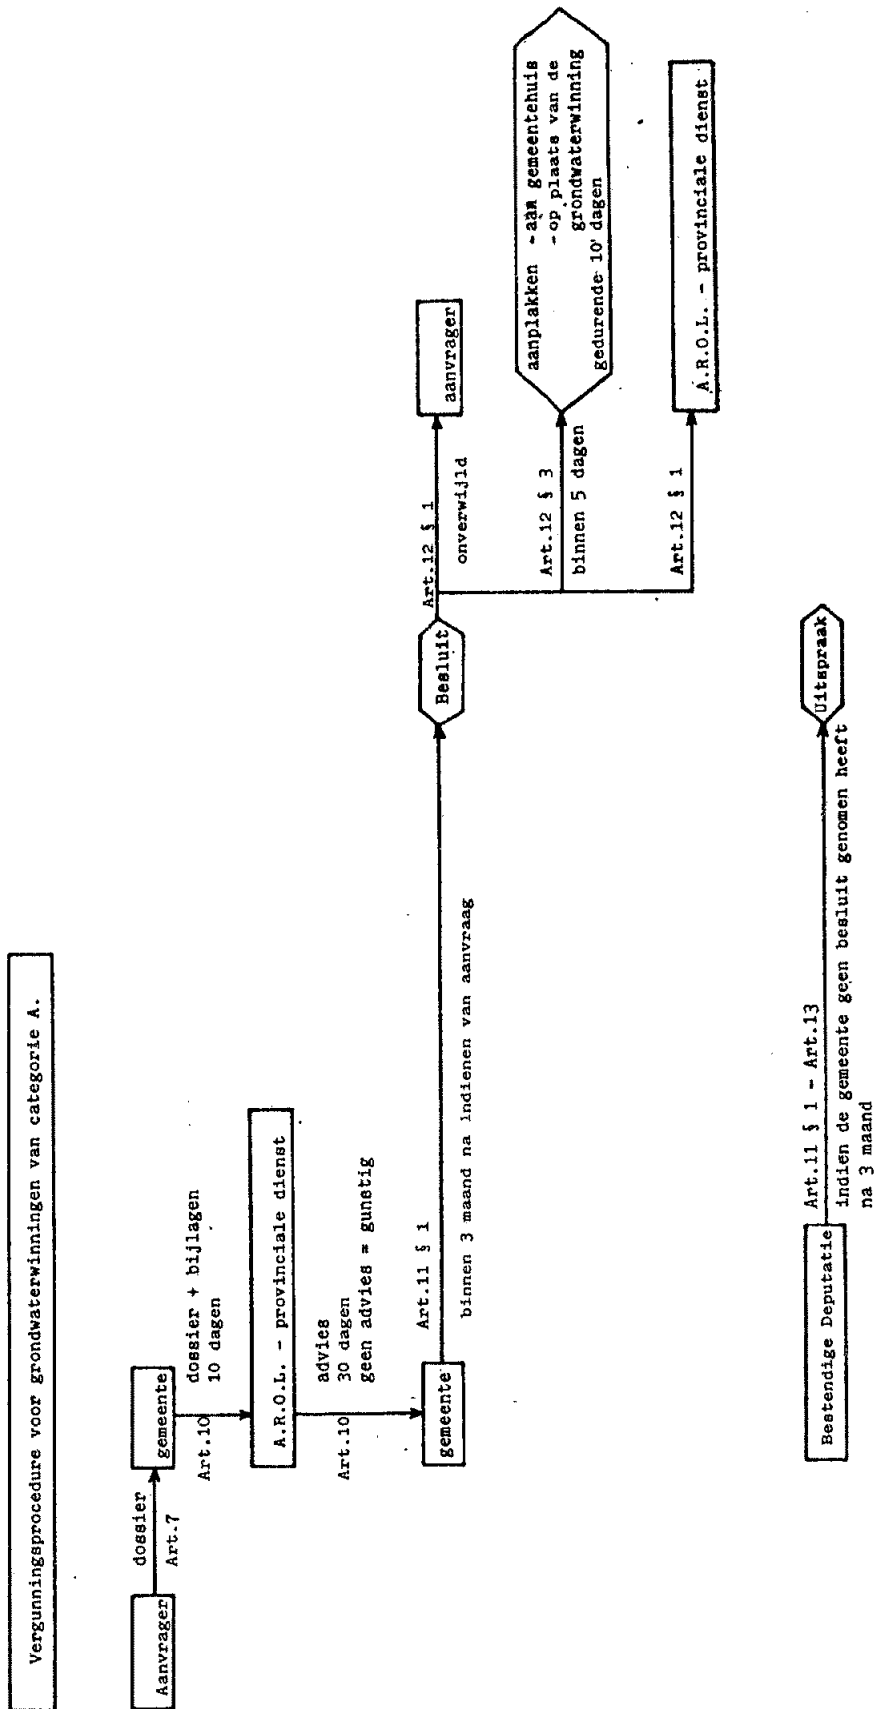 Vergunningsprocedure voor grondwaterwinningen van categorie A.
Aanvrager
dossier
Art.7
gemeente
dossier + bijlagen
10 dagen
Art.10
A.R.O.L. - provinciale dienst
advies
30 dagen
geen advies = gunstig
Art.10
gemeente
Art.11 § 1
binnen 3 maand na indienen van aanvraag
Besluit
Art.12 § 1
onverwijld
aanvrager
Art.12 § 3
binnen 5 dagen
aanplakken -aan gemeentehuis
-op plaats van de
grondwaterwinning
gedurende 10 dagen
Art.12 § 1
A.R.O.L. - provinciale dienst
Bestendige Deputatie
Art.11 § 1 - Art.13
indien de gemeente geen besluit genomen heeft
na 3 maand
Uitspraak